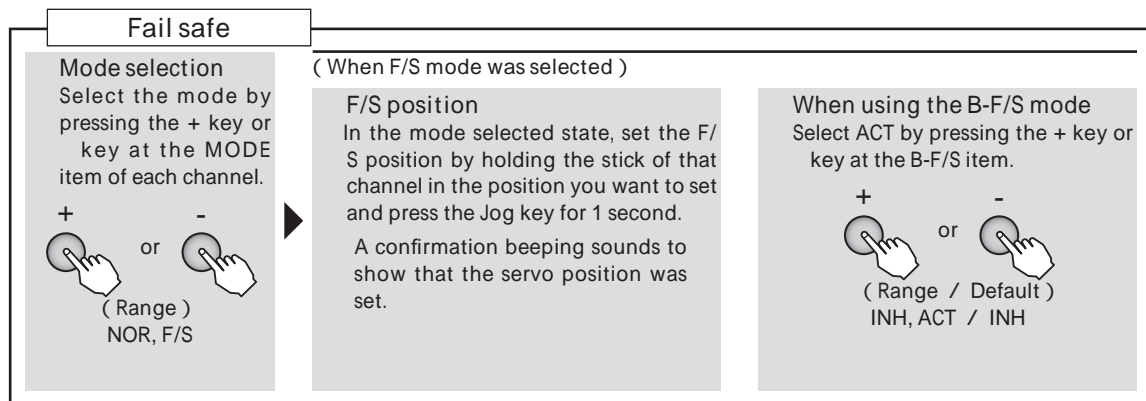 Fail safe
Mode selection
Select the mode by
pressing the + key or
key at the MODE
item of each channel.
+ -
or
( Range )
NOR, F/S
( When F/S mode was selected )
F/S position
In the mode selected state, set the F/
S position by holding the stick of that
channel in the position you want to set
and press the Jog key for 1 second.
A confirmation beeping sounds to
show that the servo position was
set.
When using the B-F/S mode
Select ACT by pressing the + key or
key at the B-F/S item.
+ -
or
( Range / Default )
INH, ACT / INH